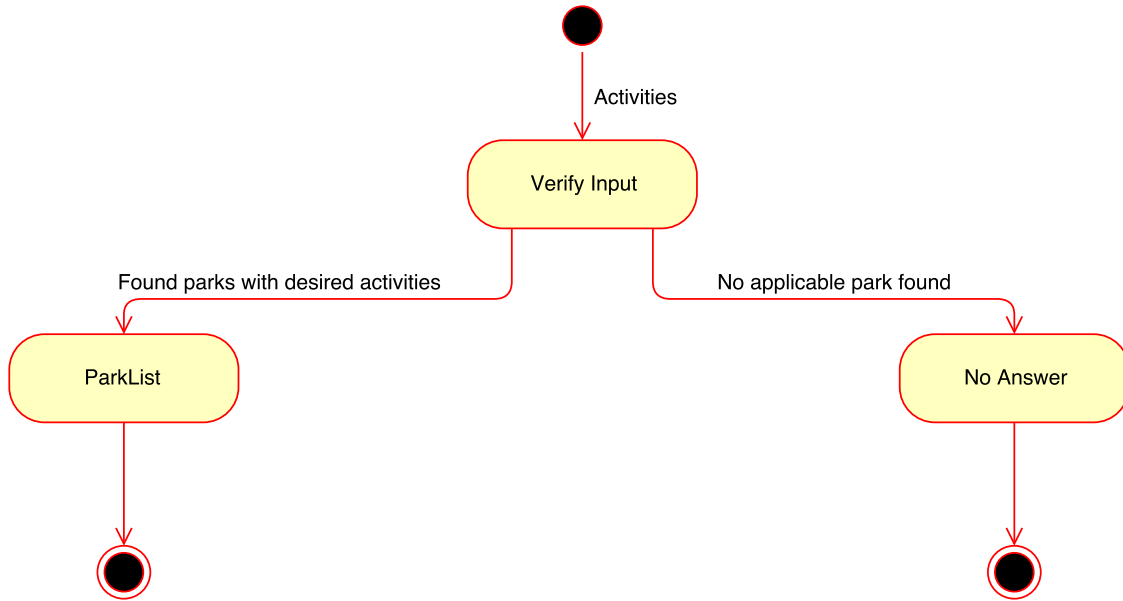 Activities
Verify Input
Found parks with desired activities
No applicable park found
ParkList
No Answer